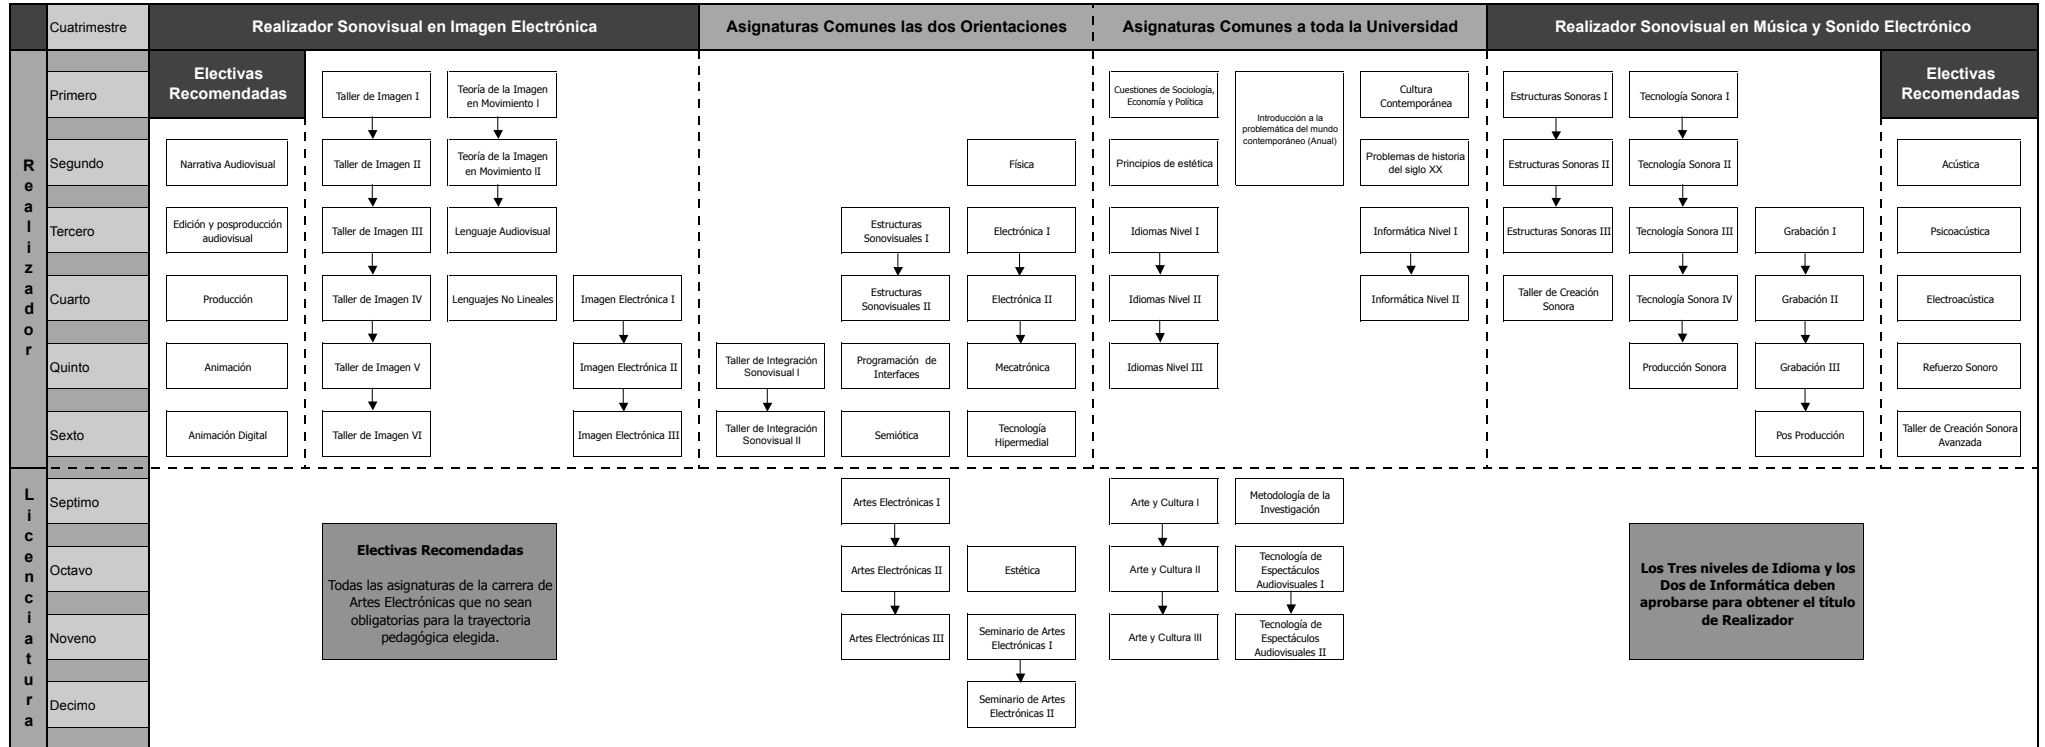 Cuatrimestre
Realizador Sonovisual en Imagen Electrónica
Asignaturas Comunes las dos Orientaciones
Asignaturas Comunes a toda la Universidad
Realizador Sonovisual en Música y Sonido Electrónico
Realizador
Electivas
Recomendadas
Electivas
Recomendadas
Primero
Taller de Imagen I
Teoría de la Imagen
en Movimiento I
Cuestiones de Sociología,
Economía y Política
Introducción a la
problemática del mundo
contemporáneo (Anual)
Cultura
Contemporánea
Estructuras Sonoras I
Tecnología Sonora I
Segundo
Narrativa Audiovisual
Taller de Imagen II
Teoría de la Imagen
en Movimiento II
Física
Principios de estética
Problemas de historia
del siglo XX
Estructuras Sonoras II
Tecnología Sonora II
Acústica
Tercero
Edición y posproducción
audiovisual
Taller de Imagen III
Lenguaje Audiovisual
Estructuras
Sonovisuales I
Electrónica I
Idiomas Nivel I
Informática Nivel I
Estructuras Sonoras III
Tecnología Sonora III
Grabación I
Psicoacústica
Cuarto
Producción
Taller de Imagen IV
Lenguajes No Lineales
Imagen Electrónica I
Estructuras
Sonovisuales II
Electrónica II
Idiomas Nivel II
Informática Nivel II
Taller de Creación
Sonora
Tecnología Sonora IV
Grabación II
Electroacústica
Quinto
Animación
Taller de Imagen V
Imagen Electrónica II
Taller de Integración
Sonovisual I
Programación de
Interfaces
Mecatrónica
Idiomas Nivel III
Producción Sonora
Grabación III
Refuerzo Sonoro
Sexto
Animación Digital
Taller de Imagen VI
Imagen Electrónica III
Taller de Integración
Sonovisual II
Semiótica
Tecnología
Hipermedial
Pos Producción
Taller de Creación Sonora
Avanzada
Licenciatura
Septimo
Artes Electrónicas I
Arte y Cultura I
Metodología de la
Investigación
Octavo
Artes Electrónicas II
Estética
Arte y Cultura II
Tecnología de
Espectáculos
Audiovisuales I
Noveno
Artes Electrónicas III
Seminario de Artes
Electrónicas I
Arte y Cultura III
Tecnología de
Espectáculos
Audiovisuales II
Decimo
Seminario de Artes
Electrónicas II
Electivas Recomendadas
Todas las asignaturas de la carrera de
Artes Electrónicas que no sean
obligatorias para la trayectoria
pedagógica elegida.
Los Tres niveles de Idioma y los
Dos de Informática deben
aprobarse para obtener el título
de Realizador